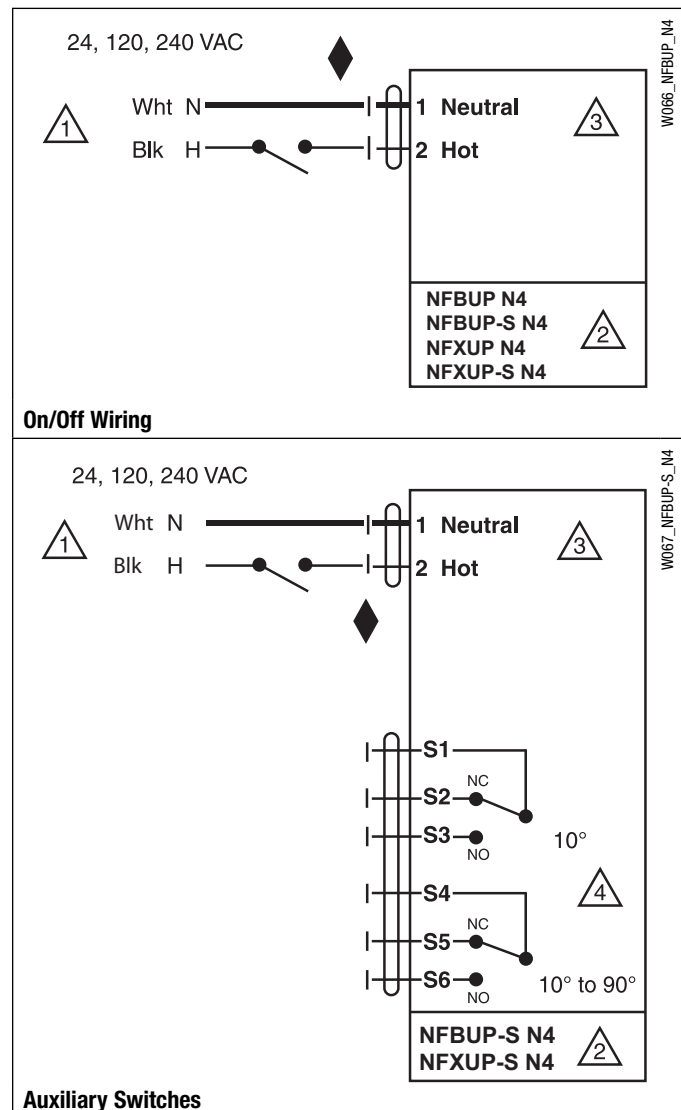 24, 120, 240 VAC
W066_NFBUP_N4
1
Wht N
1 Neutral
3
Blk H
2 Hot
NFBUP N4
NFBUP-S N4
NFXUP N4
NFXUP-S N4
2
On/Off Wiring
24, 120, 240 VAC
W067_NFBUP-S_N4
1
Wht N
1 Neutral
3
Blk H
2 Hot
S1
NC
S2
S3
10°
NO
S4
4
NC
S5
S6
10° to 90°
NO
NFBUP-S N4
NFXUP-S N4
2
Auxiliary Switches